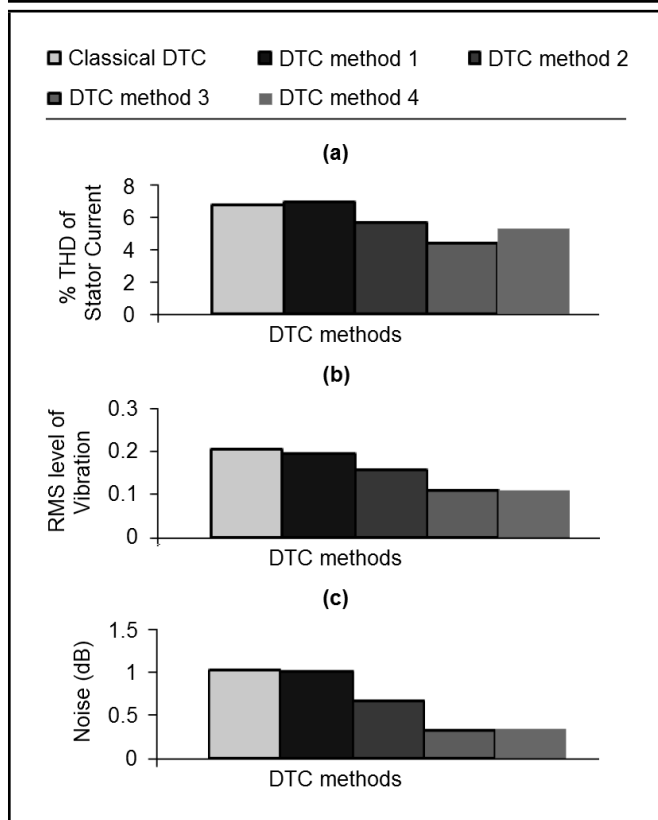 Classical DTC DTC method 1 DTC method 2
DTC method 3 DTC method 4
(a)
% THD of
Stator Current
8
6
4
2
0
DTC methods
(b)
RMS level of
Vibration
0.3
0.2
0.1
0
DTC methods
(c)
Noise (dB)
1.5
1
0.5
0
DTC methods